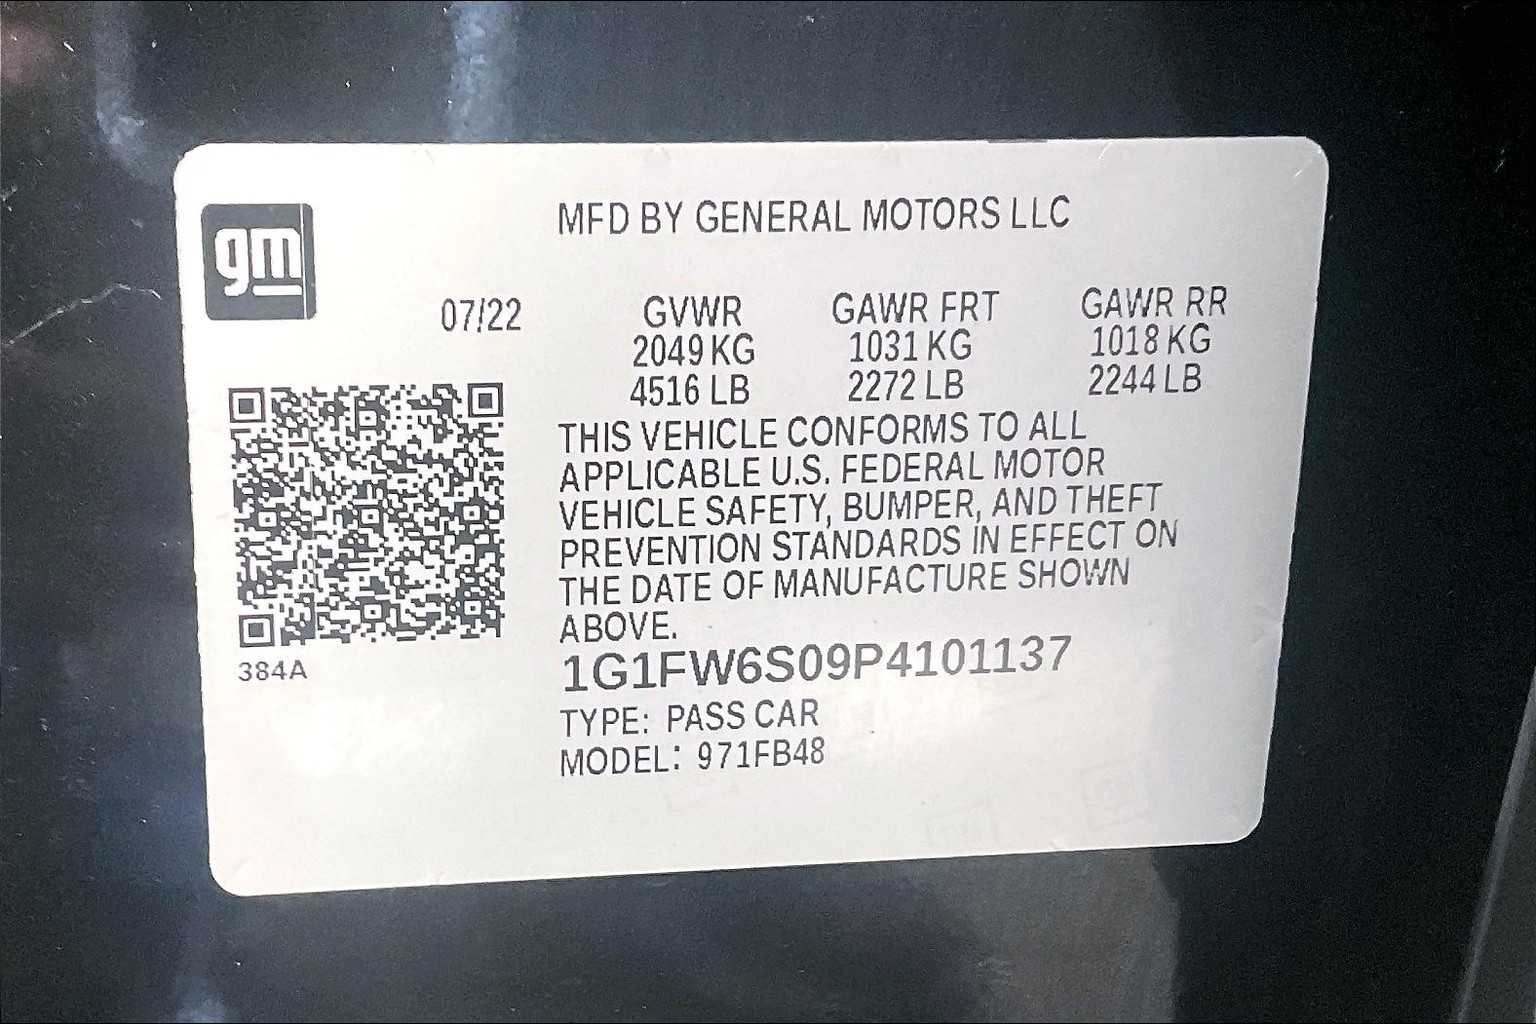 gm
MFD BY GENERAL MOTORS LLC
07/22 GVWR GAWR FRT GAWR RR
2049 KG 1031 KG 1018 KG
4516 LB 2272 LB 2244 LB
THIS VEHICLE CONFORMS TO ALL
APPLICABLE U.S. FEDERAL MOTOR
VEHICLE SAFETY, BUMPER, AND THEFT
PREVENTION STANDARDS IN EFFECT ON
THE DATE OF MANUFACTURE SHOWN
ABOVE.
384A
1G1FW6S09P4101137
TYPE: PASS CAR
MODEL: 971FB48